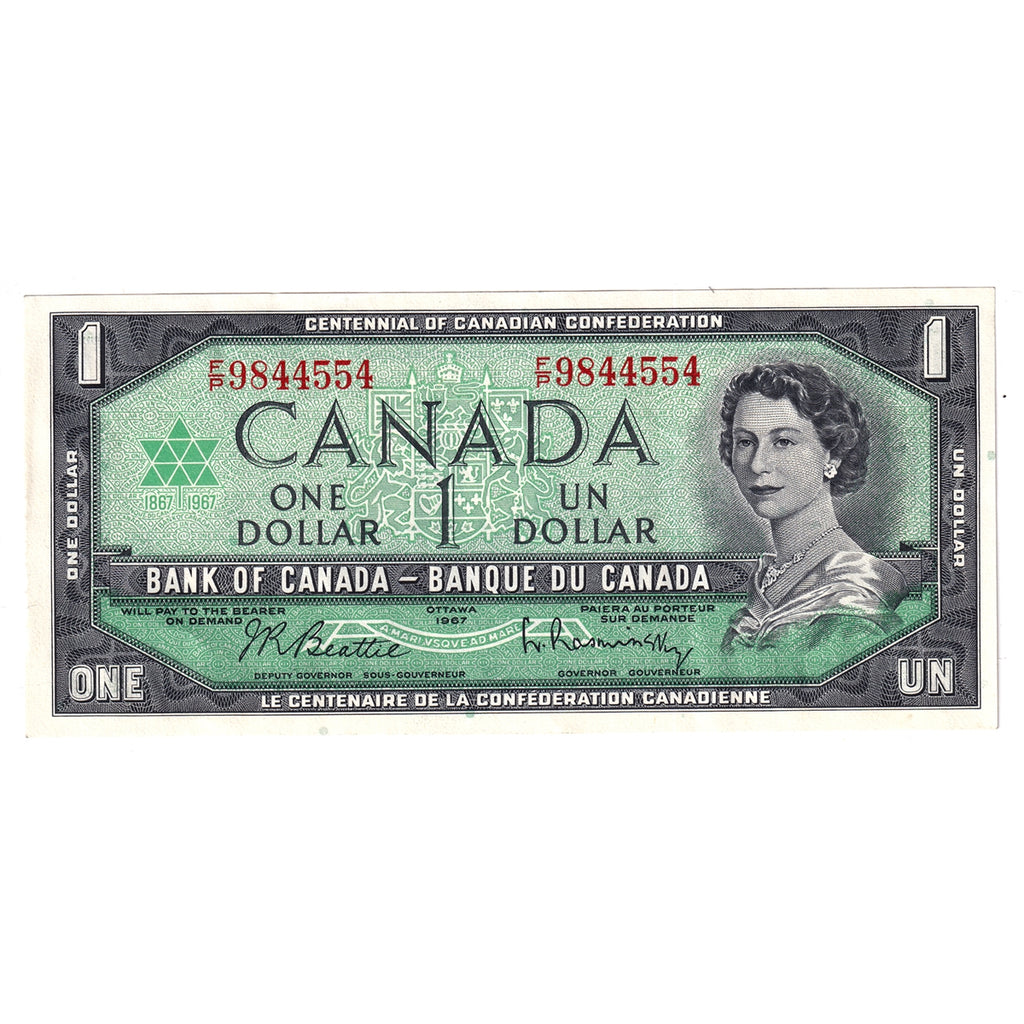 CENTENNIAL OF CANADIAN CONFEDERATION
1 1
F/P 9844554 F/P 9844554
CANADA
1867 1967
ONE DOLLAR 1 UN DOLLAR
ONE DOLLAR
UN DOLLAR
BANK OF CANADA – BANQUE DU CANADA
WILL PAY TO THE BEARER ON DEMAND
OTTAWA 1967
PAIERA AU PORTEUR SUR DEMANDE
A MARI VSQVE AD MARE
J.R. Beattie L. Rasminsky
DEPUTY GOVERNOR SOUS-GOUVERNEUR GOVERNOR GOUVERNEUR
ONE UN
LE CENTENAIRE DE LA CONFÉDÉRATION CANADIENNE